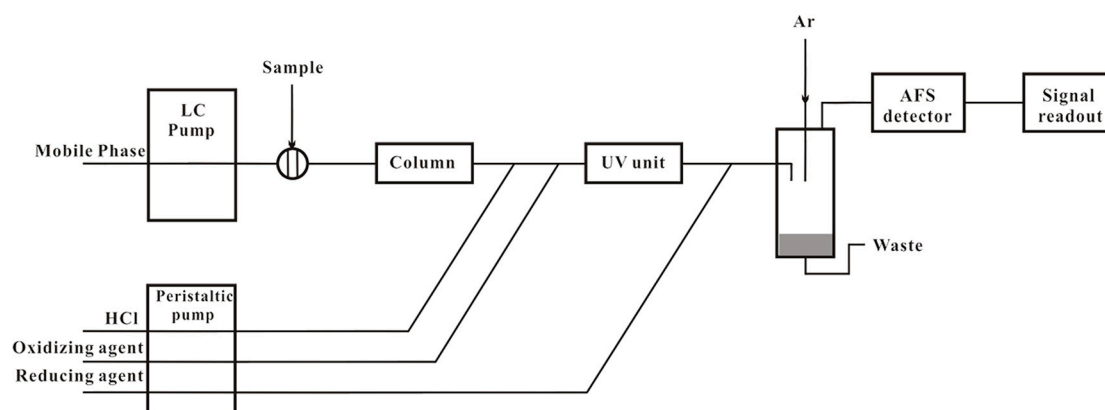 Ar
Sample
LC
Pump
AFS
detector
Signal
readout
Mobile Phase
Column
UV unit
Waste
Peristaltic
pump
HCl
Oxidizing agent
Reducing agent